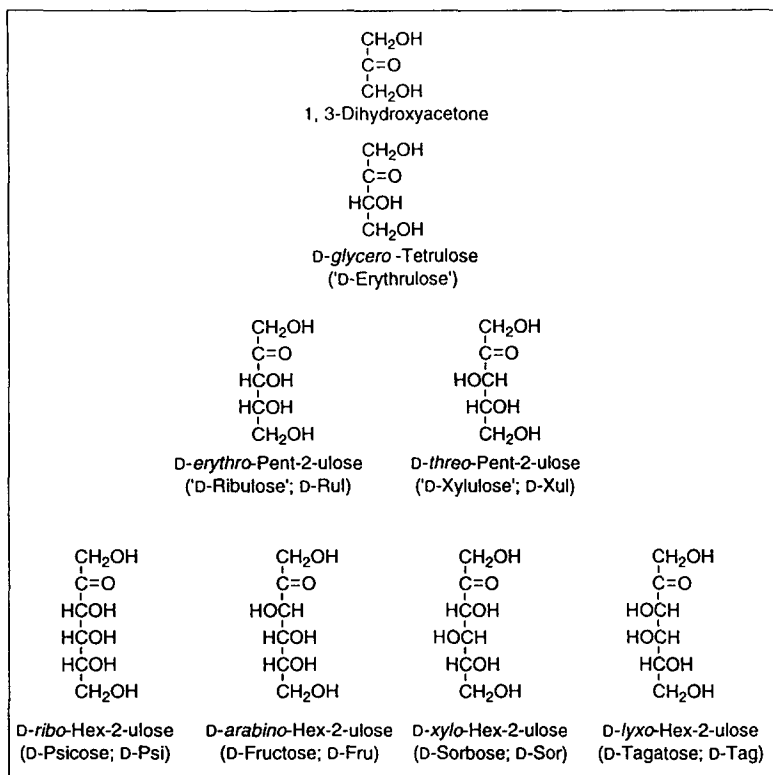 CH₂OH
C=O
CH₂OH
1, 3-Dihydroxyacetone
CH₂OH
C=O
HCOH
CH₂OH
D-glycero -Tetrulose
('D-Erythrulose')
CH₂OH
C=O
HCOH
HCOH
CH₂OH
D-erythro-Pent-2-ulose
('D-Ribulose'; D-Rul)
CH₂OH
C=O
HOCH
HCOH
CH₂OH
D-threo-Pent-2-ulose
('D-Xylulose'; D-Xul)
CH₂OH
C=O
HCOH
HCOH
HCOH
CH₂OH
D-ribo-Hex-2-ulose
(D-Psicose; D-Psi)
CH₂OH
C=O
HOCH
HCOH
HCOH
CH₂OH
D-arabino-Hex-2-ulose
(D-Fructose; D-Fru)
CH₂OH
C=O
HCOH
HOCH
HCOH
CH₂OH
D-xylo-Hex-2-ulose
(D-Sorbose; D-Sor)
CH₂OH
C=O
HOCH
HOCH
HCOH
CH₂OH
D-lyxo-Hex-2-ulose
(D-Tagatose; D-Tag)